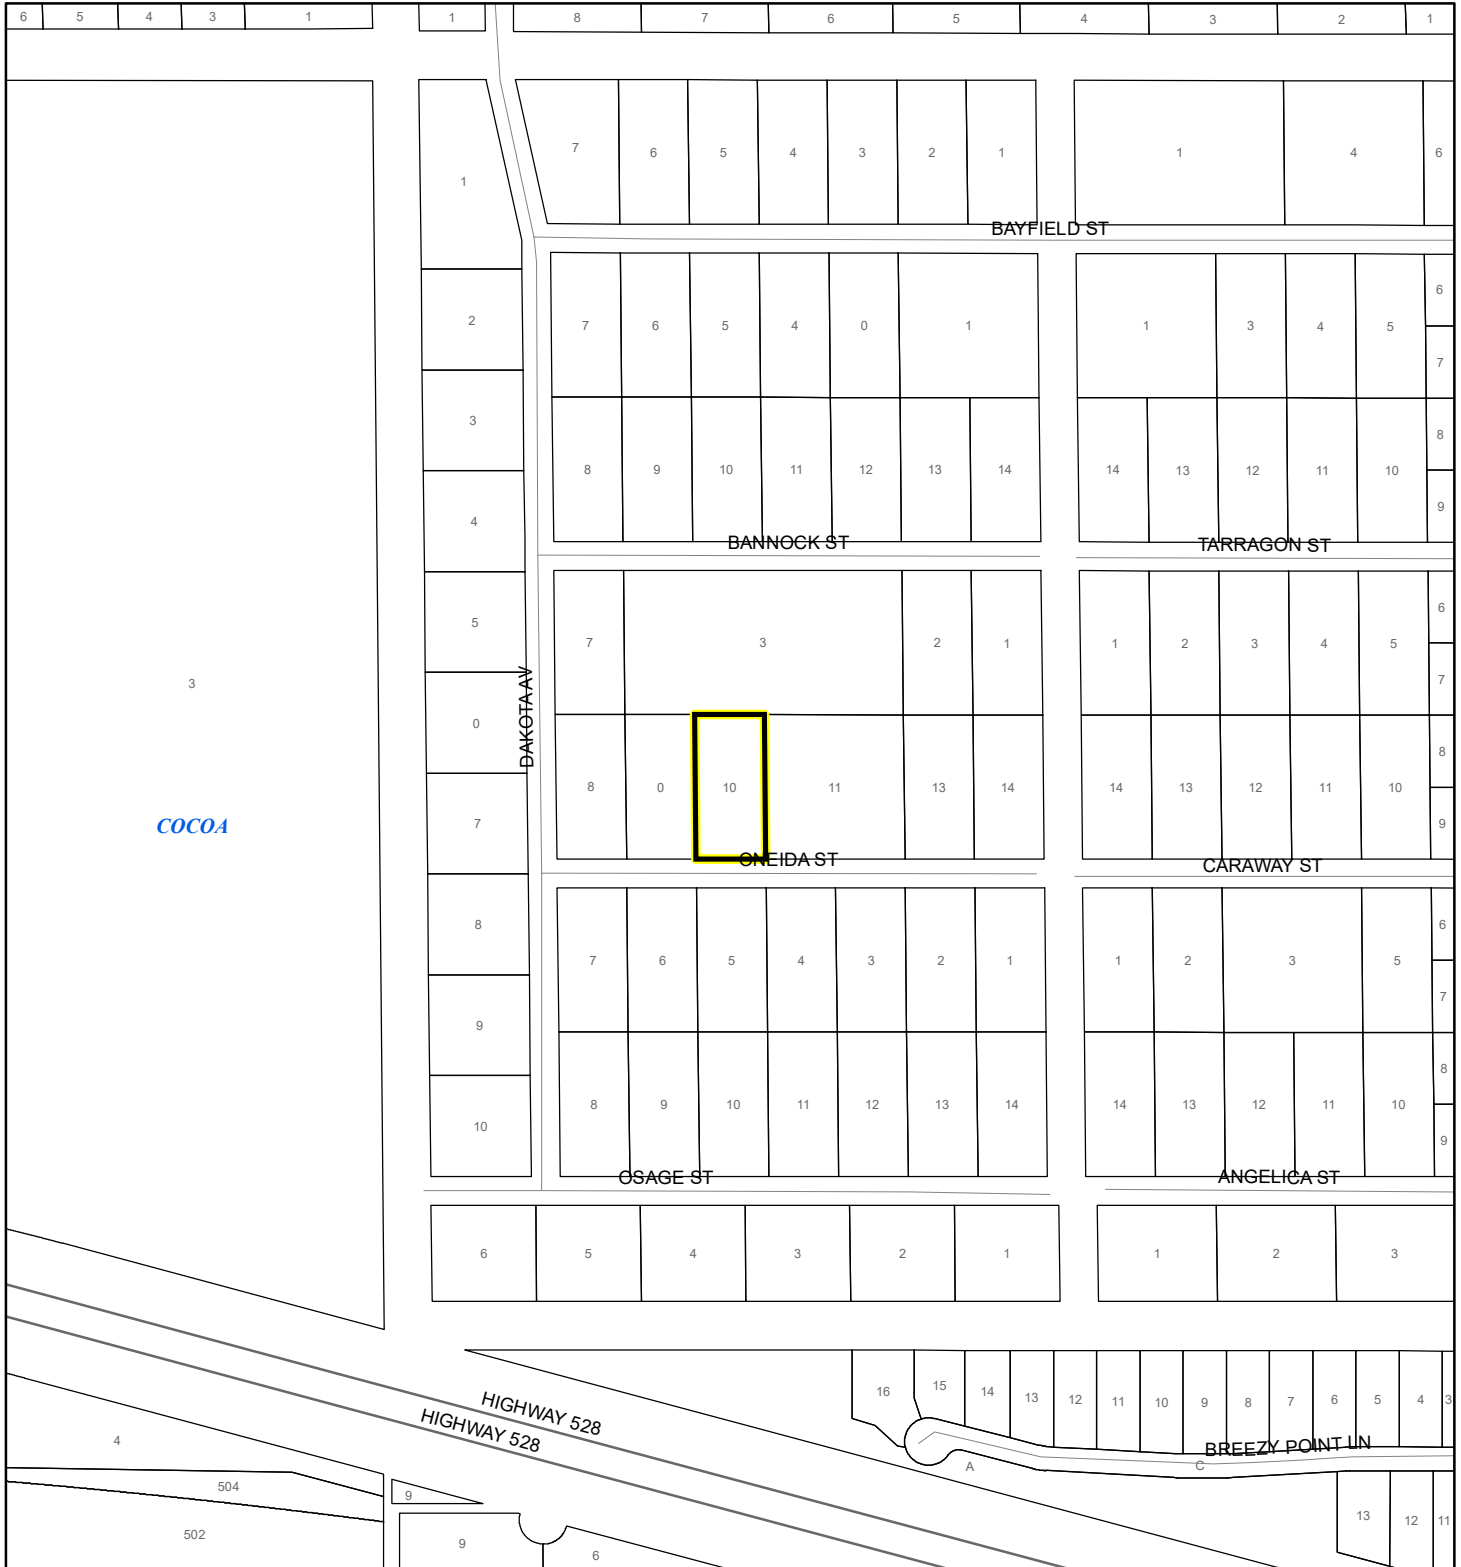 6 5 4 3 1 1 8 7 6 5 4 3 2 1
1 7 6 5 4 3 2 1 1 4 6
BAYFIELD ST
2 7 6 5 4 0 1 1 3 4 5 6
7
3 8 9 10 11 12 13 14 14 13 12 11 10 8
4 9
BANNOCK ST TARRAGON ST
5 7 3 2 1 1 2 3 4 5 6
7
3
0 DAKOTA AV
8 0 10 11 13 14 14 13 12 11 10 8
COCOA 7 9
ONEIDA ST CARAWAY ST
8 7 6 5 4 3 2 1 1 2 3 5 6
7
9
10 8 9 10 11 12 13 14 14 13 12 11 10 8
9
OSAGE ST ANGELICA ST
6 5 4 3 2 1 1 2 3
16 15 14 13 12 11 10 9 8 7 6 5 4 3
HIGHWAY 528
HIGHWAY 528
4 BREEZY POINT LN
A C
504 9
502 9 6 13 12 11